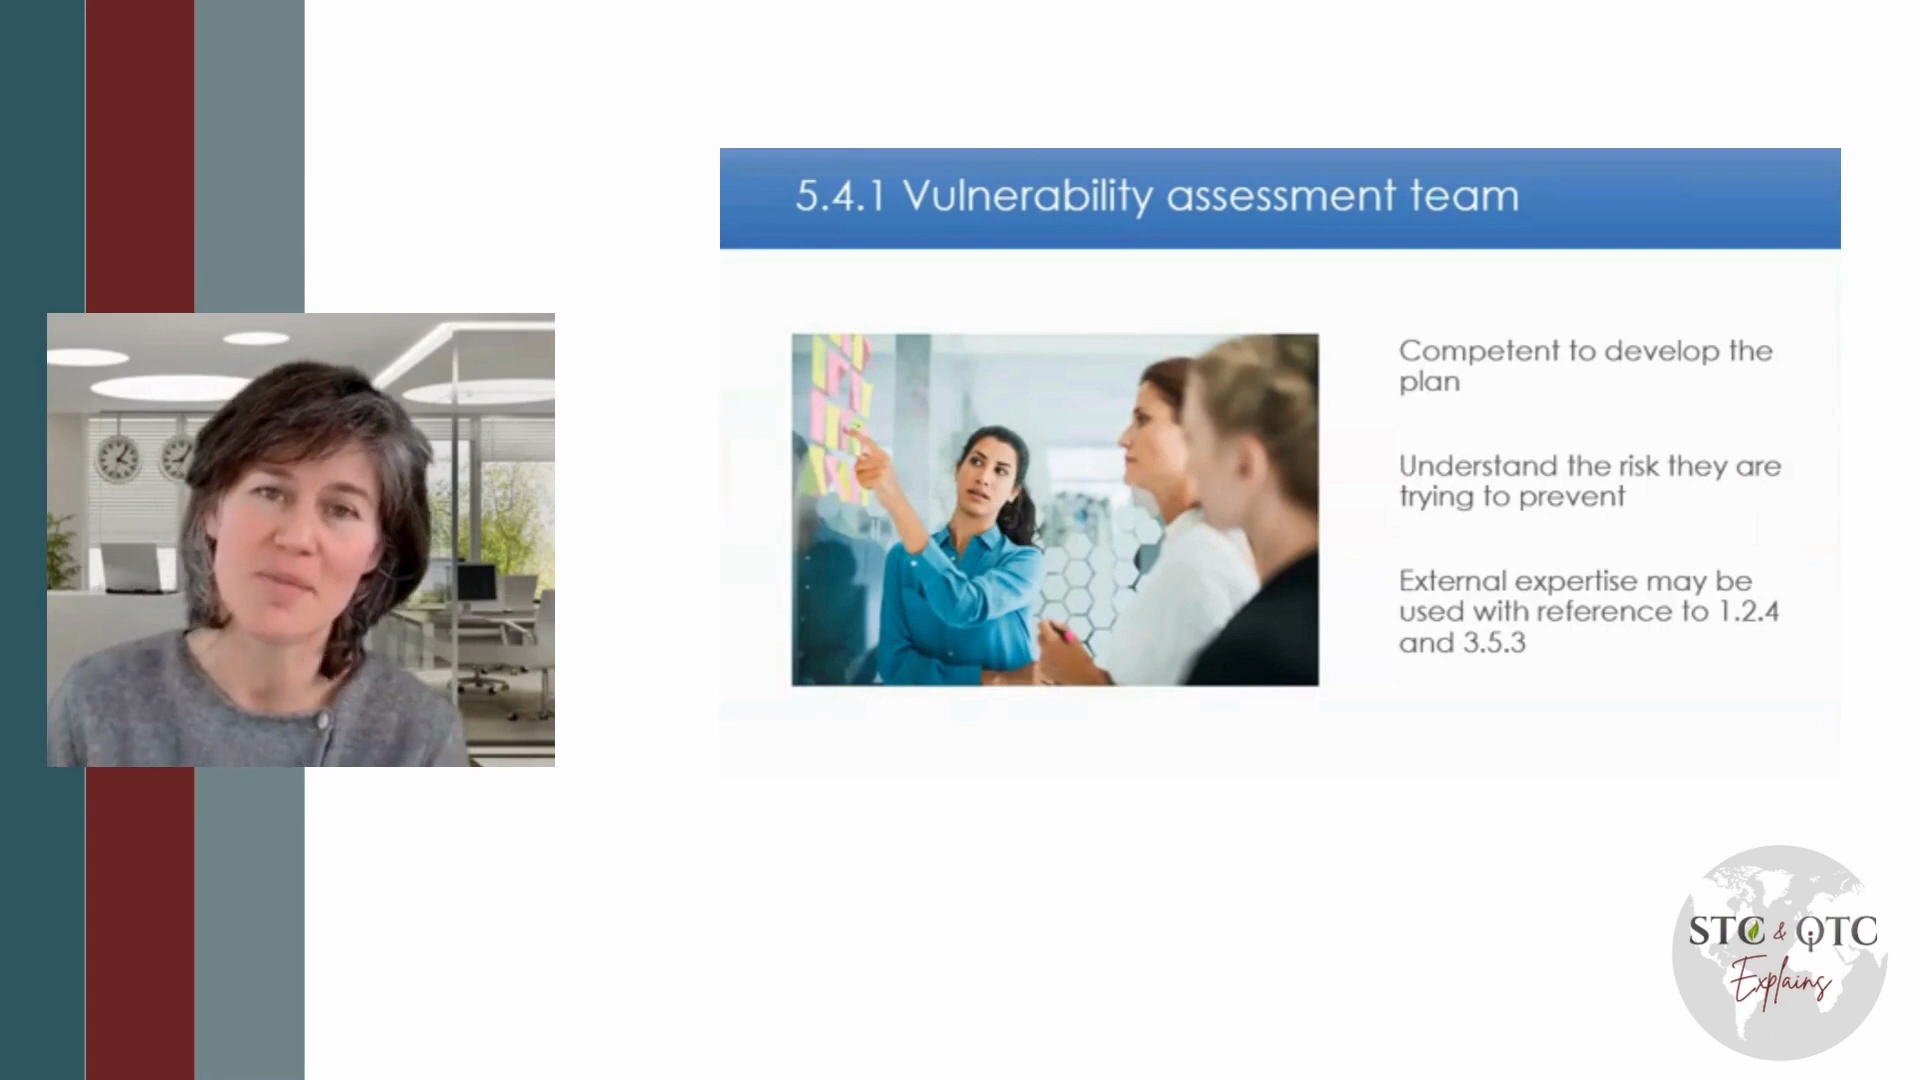 5.4.1 Vulnerability assessment team
Competent to develop the
plan
Understand the risk they are
trying to prevent
External expertise may be
used with reference to 1.2.4
and 3.5.3
STC & QTC
Explains